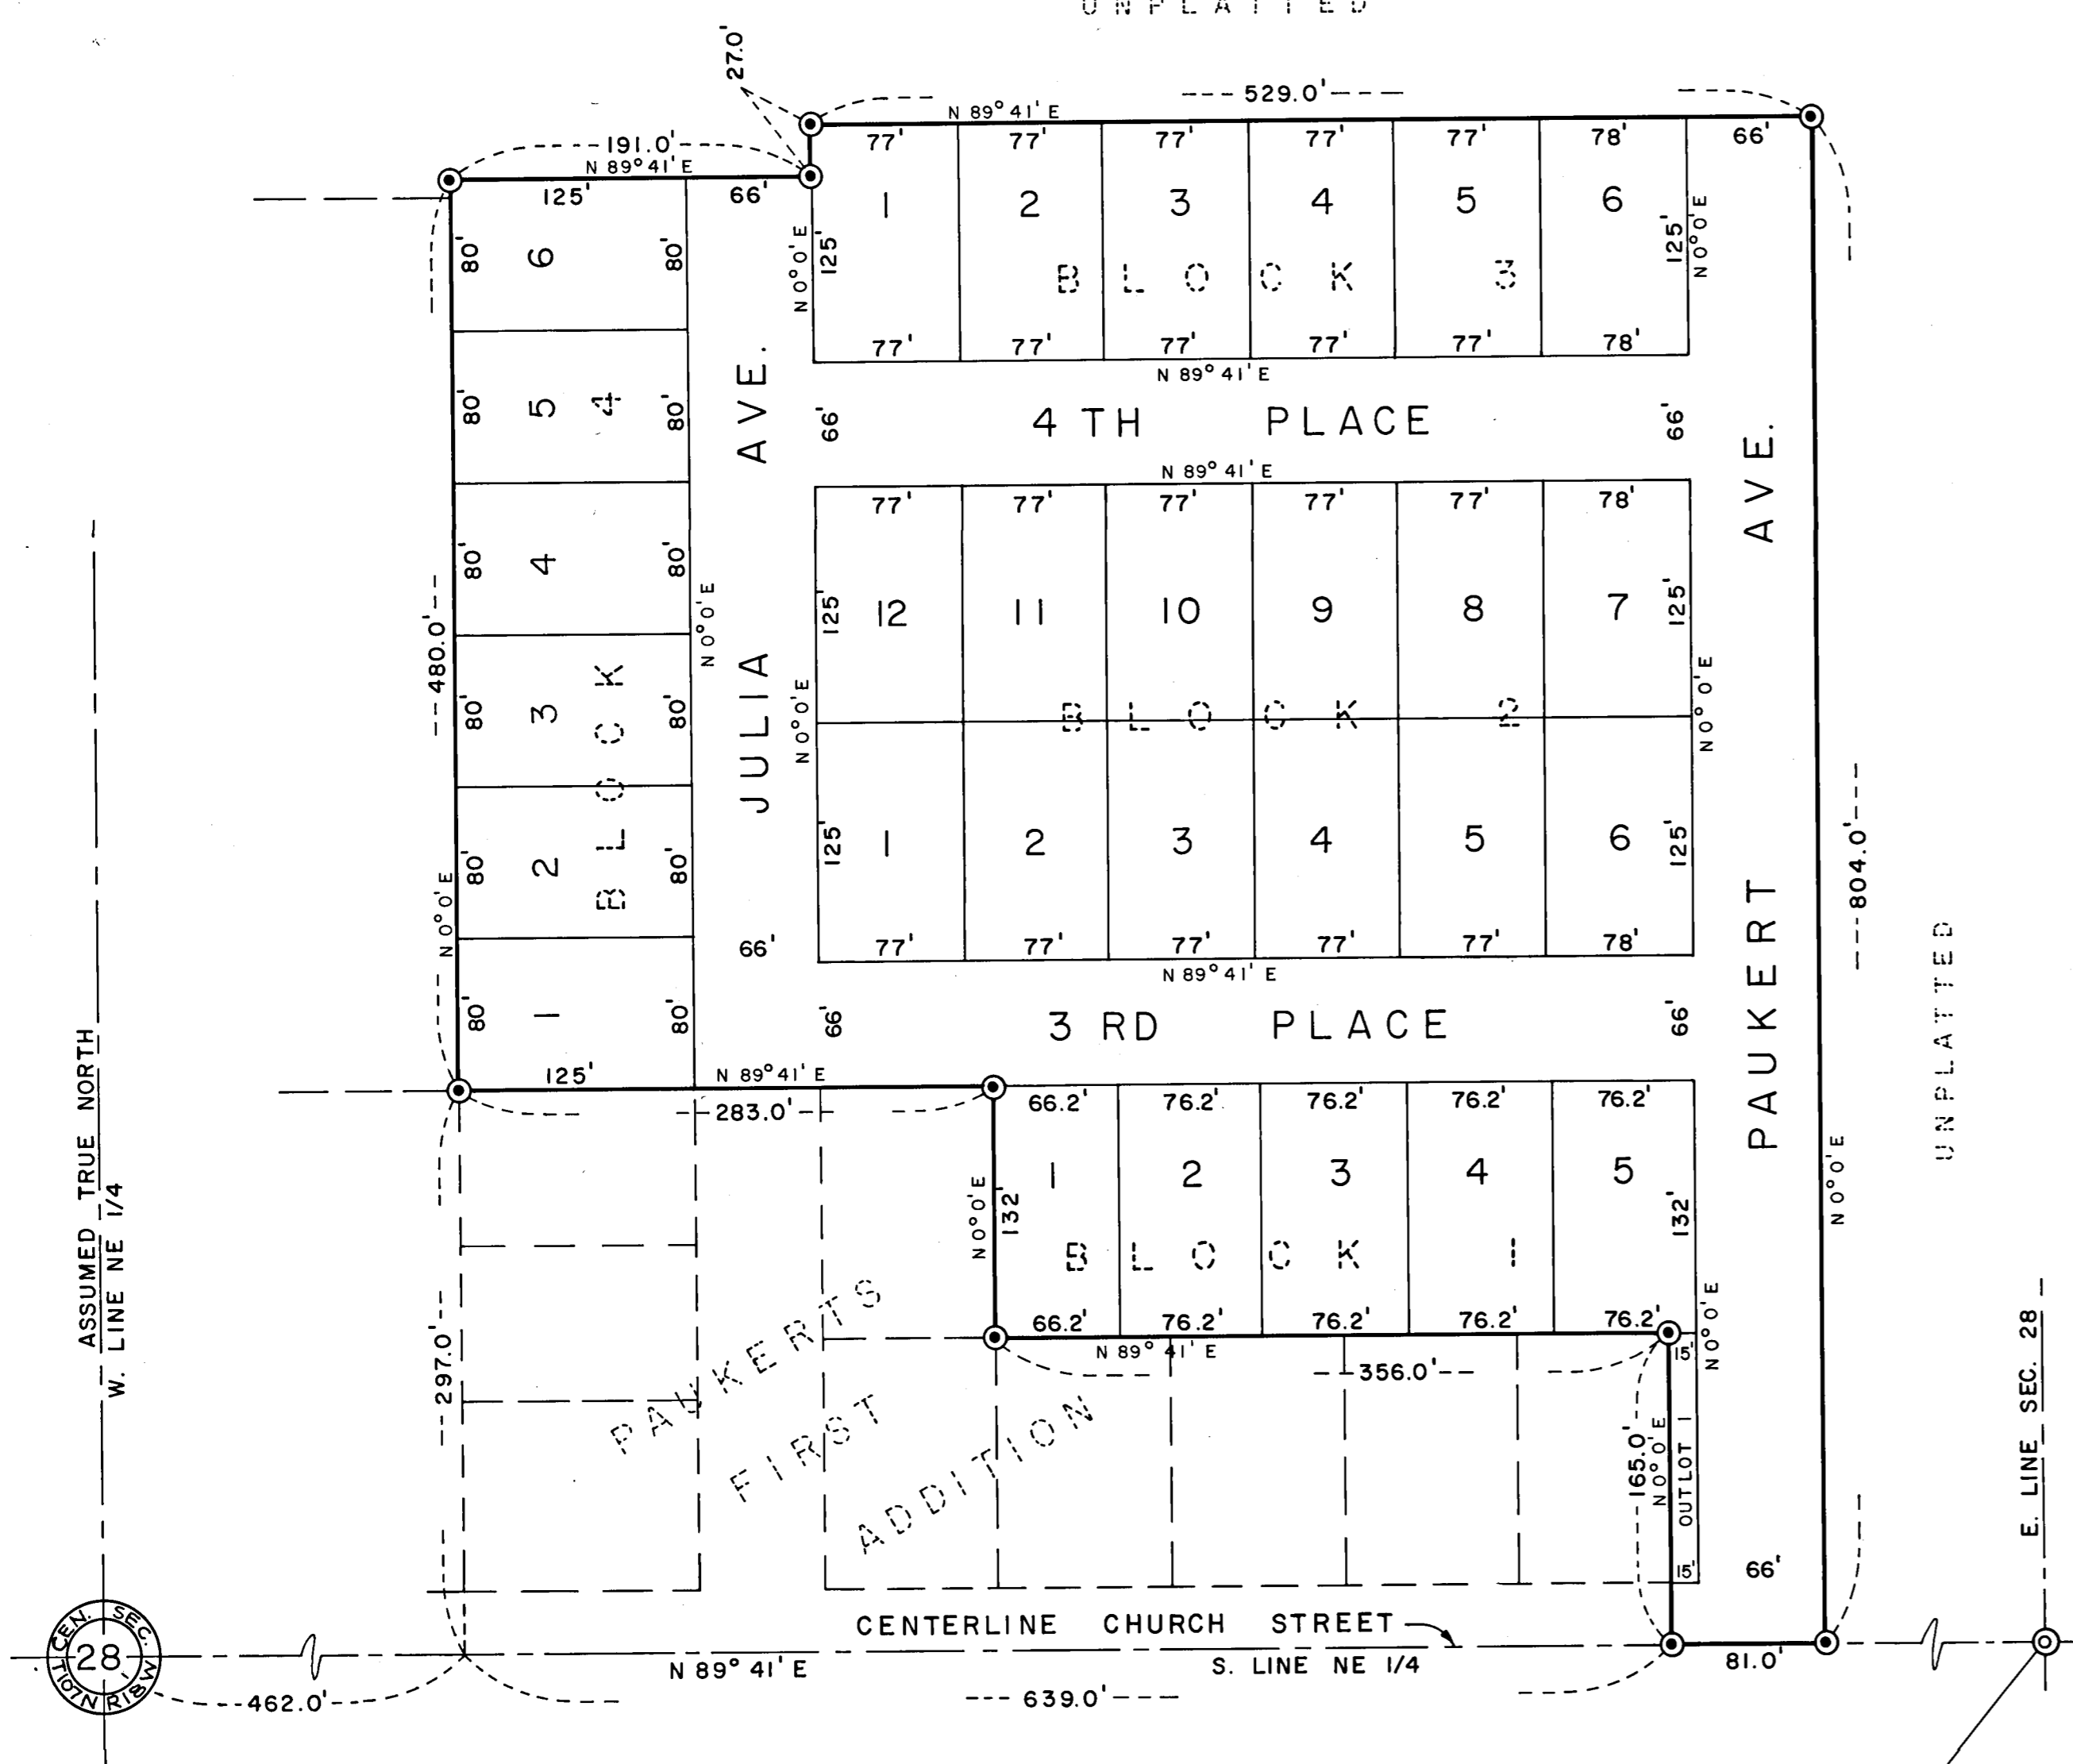 UNPLATTED
27.0'
529.0'
N 89° 41' E
191.0'
N 89° 41' E
125'
66'
77'
77'
77'
77'
77'
78'
66'
1
2
3
4
5
6
BLOCK 3
N 0° 0' E
125'
125'
N 0° 0' E
77'
77'
77'
77'
77'
78'
N 89° 41' E
66'
4 TH PLACE
66'
N 89° 41' E
80'
6
80'
80'
5
80'
80'
4
80'
80'
3
80'
80'
2
80'
80'
1
80'
BLOCK 4
480.0'
N 0° 0' E
N 0° 0' E
125'
JULIA AVE.
66'
77'
77'
77'
77'
77'
78'
125'
12
11
10
9
8
7
125'
N 0° 0' E
BLOCK 2
N 0° 0' E
125'
1
2
3
4
5
6
125'
77'
77'
77'
77'
77'
78'
N 89° 41' E
66'
3 RD PLACE
66'
PAUKERT AVE.
804.0'
N 0° 0' E
UNPLATTED
N 89° 41' E
283.0'
66.2'
76.2'
76.2'
76.2'
76.2'
N 0° 0' E
132'
1
2
3
4
5
132'
BLOCK 1
66.2'
76.2'
76.2'
76.2'
76.2'
N 89° 41' E
356.0'
15'
N 0° 0' E
165.0'
N 0° 0' E
OUTLOT 1
15'
66'
297.0'
PAUKERTS
FIRST
ADDITION
ASSUMED TRUE NORTH
W. LINE NE 1/4
E. LINE SEC. 28
CENTERLINE CHURCH STREET
N 89° 41' E
S. LINE NE 1/4
81.0'
462.0'
639.0'
CEN. SEC.
28
T107N R18W